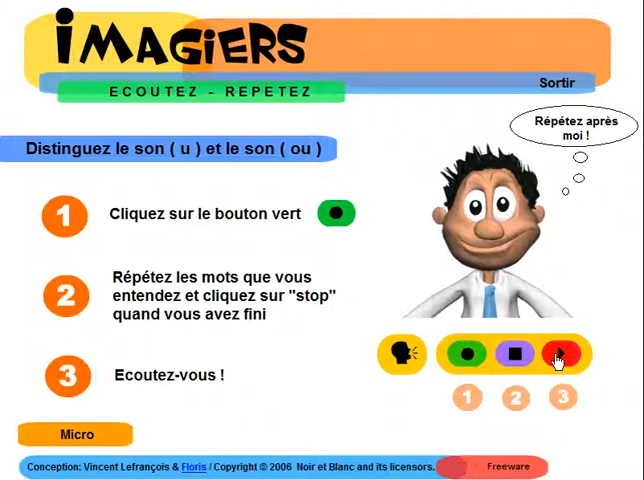 iMAGiERS
Sortir
ECOUTEZ - REPETEZ
Répétez après
moi !
Distinguez le son ( u ) et le son ( ou )
1
Cliquez sur le bouton vert
2
Répétez les mots que vous
entendez et cliquez sur "stop"
quand vous avez fini
3
Ecoutez-vous !
1 2 3
Micro
Conception: Vincent Lefrançois & Floris / Copyright © 2006 Noir et Blanc and its licensors.
Freeware